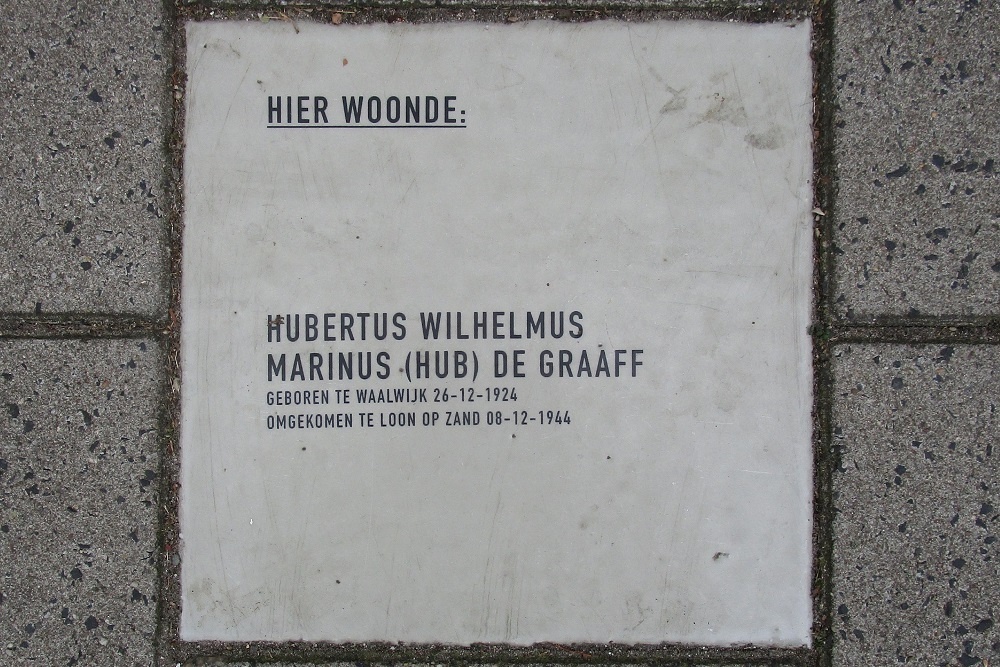 HIER WOONDE:
HUBERTUS WILHELMUS
MARINUS (HUB) DE GRAAFF
GEBOREN TE WAALWIJK 26-12-1924
OMGEKOMEN TE LOON OP ZAND 08-12-1944